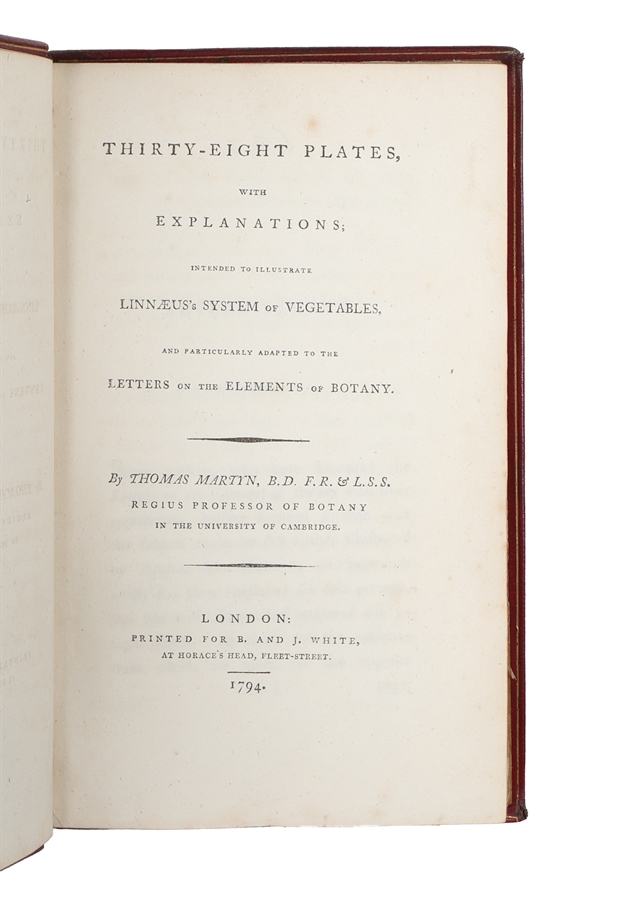 THIRTY-EIGHT PLATES,
WITH
EXPLANATIONS;
INTENDED TO ILLUSTRATE
LINNÆUS's SYSTEM OF VEGETABLES,
AND PARTICULARLY ADAPTED TO THE
LETTERS ON THE ELEMENTS OF BOTANY.
By THOMAS MARTYN, B.D. F.R. & L.S.S.
REGIUS PROFESSOR OF BOTANY
IN THE UNIVERSITY OF CAMBRIDGE.
LONDON:
PRINTED FOR B. AND J. WHITE,
AT HORACE'S HEAD, FLEET-STREET.
1794.